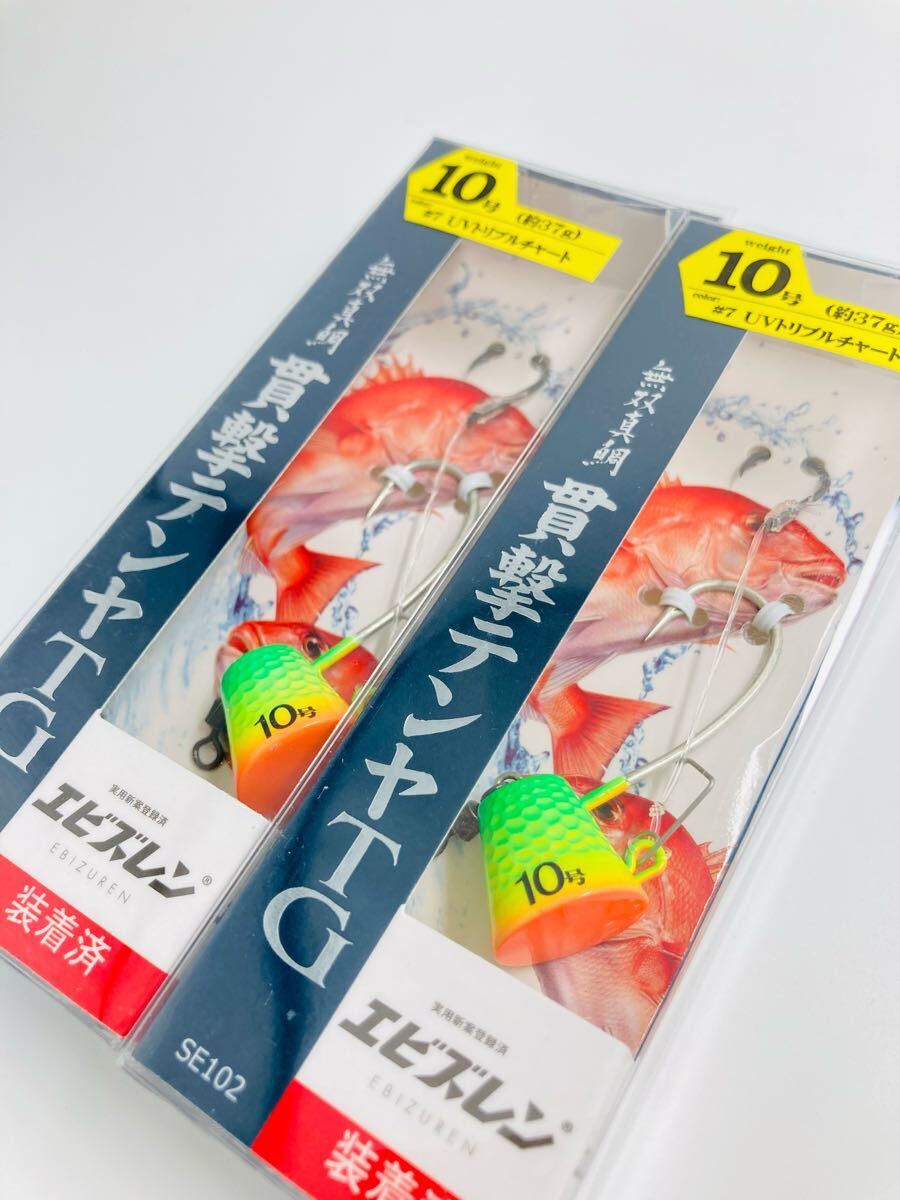 weight
10号 (約37g)
color: #7 UVトリプルチャート
無双真鯛
貫撃テンヤTG
10号
実用新案登録済
エビズレン®
EBIZUREN
装着済
weight
10号 (約37g)
color: #7 UVトリプルチャート
無双真鯛
貫撃テンヤTG
10号
実用新案登録済
エビズレン®
EBIZUREN
装着済
SE102